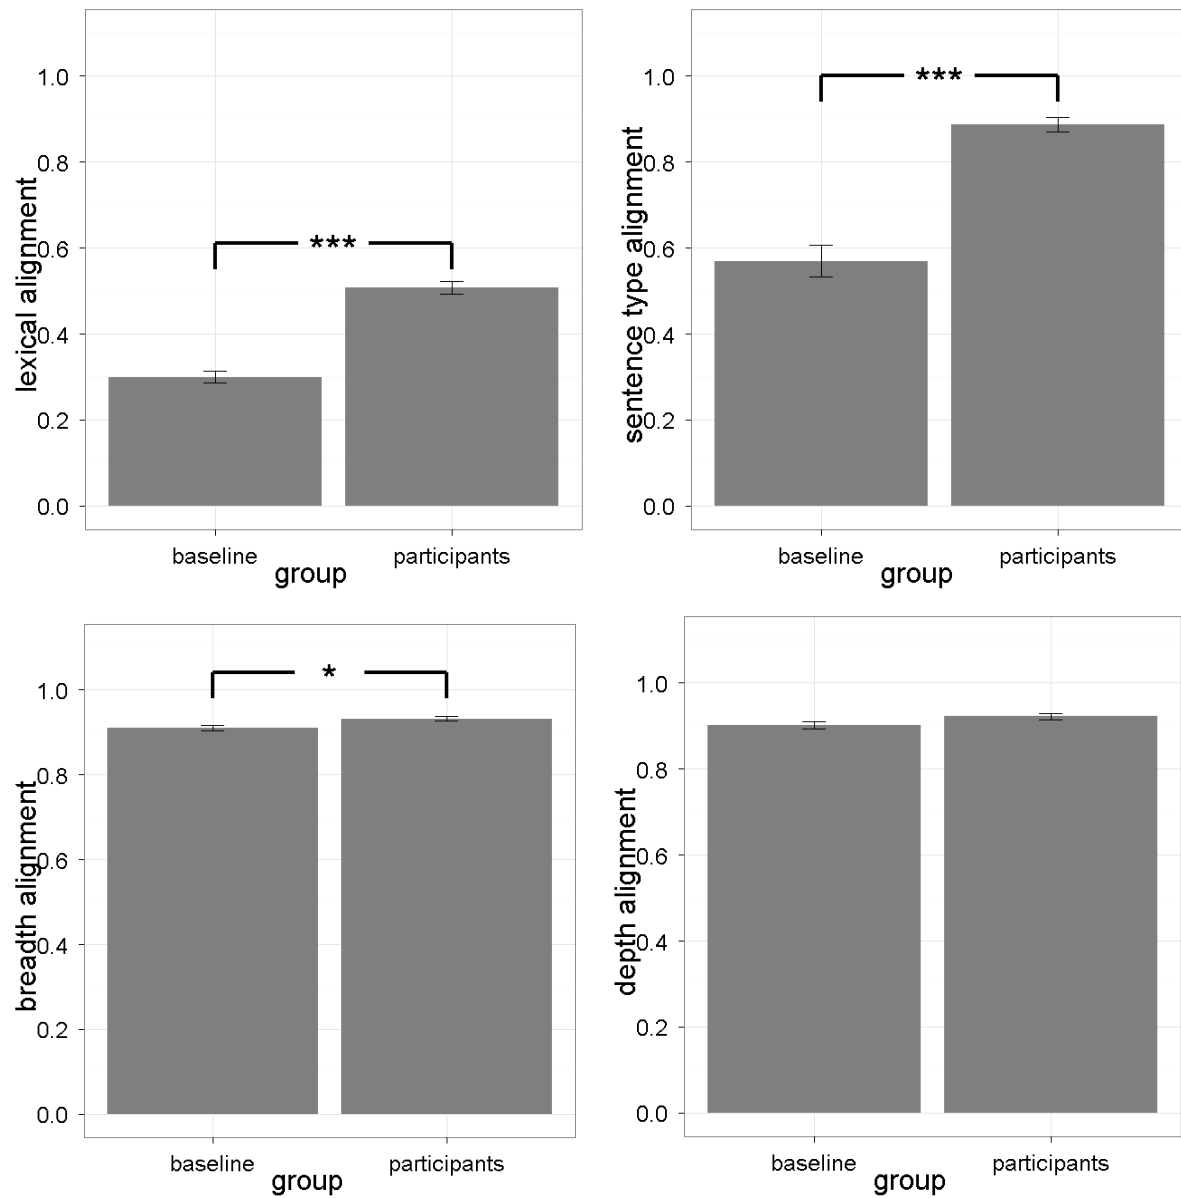 lexical alignment
1.0
0.8
0.6
0.4
0.2
0.0
***
baseline participants
group
sentence type alignment
1.0
0.8
0.6
0.4
0.2
0.0
***
baseline participants
group
breadth alignment
1.0
0.8
0.6
0.4
0.2
0.0
*
baseline participants
group
depth alignment
1.0
0.8
0.6
0.4
0.2
0.0
baseline participants
group